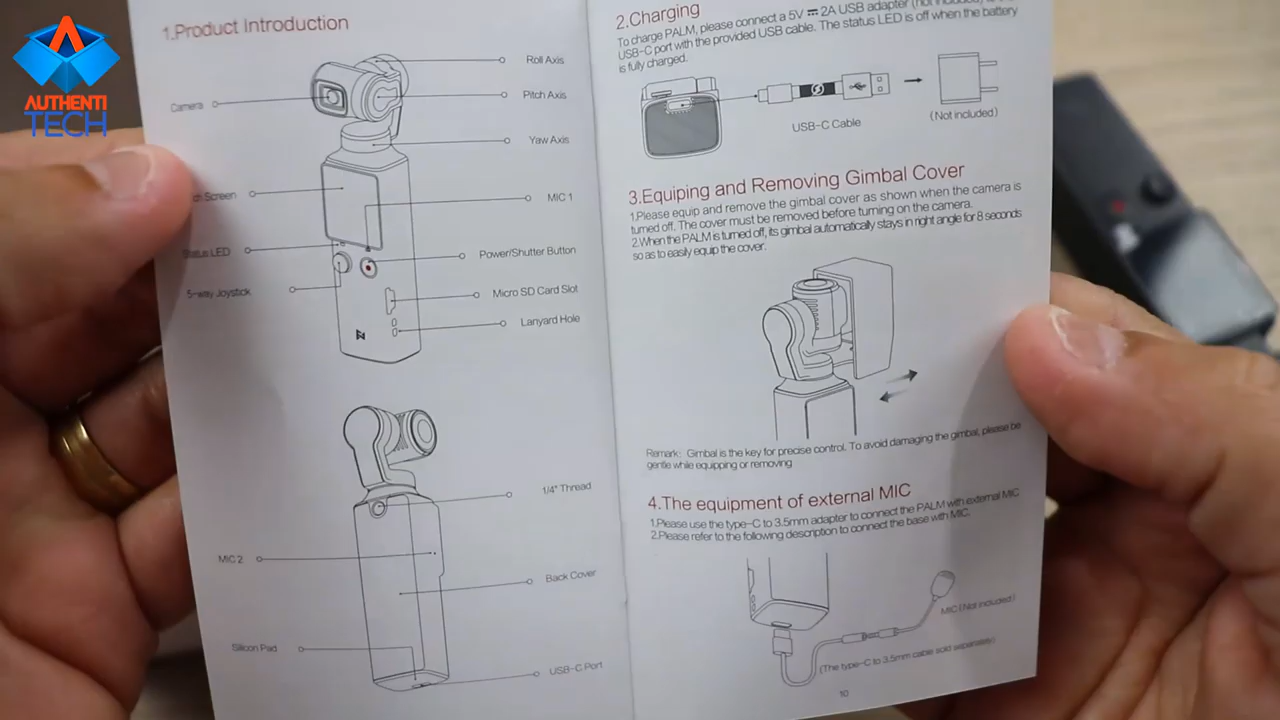 AUTHENTI
TECH
1.Product Introduction
Roll Axis
Camera
Pitch Axis
Yaw Axis
Screen
MIC 1
Status LED
Power/Shutter Button
5-way Joystick
Micro SD Card Slot
Lanyard Hole
1/4" Thread
MIC 2
Back Cover
Silicon Pad
USB-C Port
2.Charging
To charge PALM, please connect a 5V 2A USB adapter (not included) to the
USB-C port with the provided USB cable. The status LED is off when the battery
is fully charged.
USB-C Cable
(Not included)
3.Equiping and Removing Gimbal Cover
1.Please equip and remove the gimbal cover as shown when the camera is
turned off. The cover must be removed before turning on the camera.
2.When the PALM is turned off, its gimbal automatically stays in right angle for 8 seconds
so as to easily equip the cover.
Remark: Gimbal is the key for precise control. To avoid damaging the gimbal, please be
gentle while equipping or removing
4.The equipment of external MIC
1.Please use the type-C to 3.5mm adapter to connect the PALM with external MIC
2.Please refer to the following description to connect the base with MIC.
MIC (Not included)
(The type-C to 3.5mm cable sold separately)
10